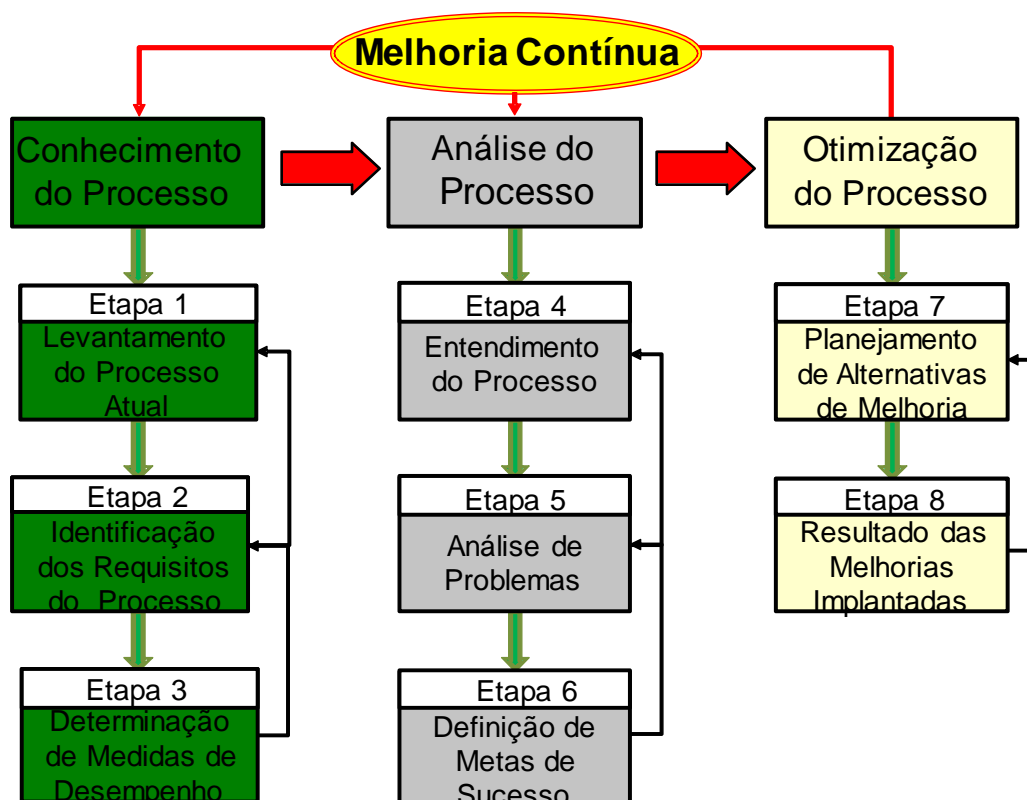 Melhoria Contínua
Conhecimento
do Processo
Análise do
Processo
Otimização
do Processo
Etapa 1
Levantamento
do Processo
Atual
Etapa 2
Identificação
dos Requisitos
do Processo
Etapa 3
Determinação
de Medidas de
Desempenho
Etapa 4
Entendimento
do Processo
Etapa 5
Análise de
Problemas
Etapa 6
Definição de
Metas de
Sucesso
Etapa 7
Planejamento
de Alternativas
de Melhoria
Etapa 8
Resultado das
Melhorias
Implantadas